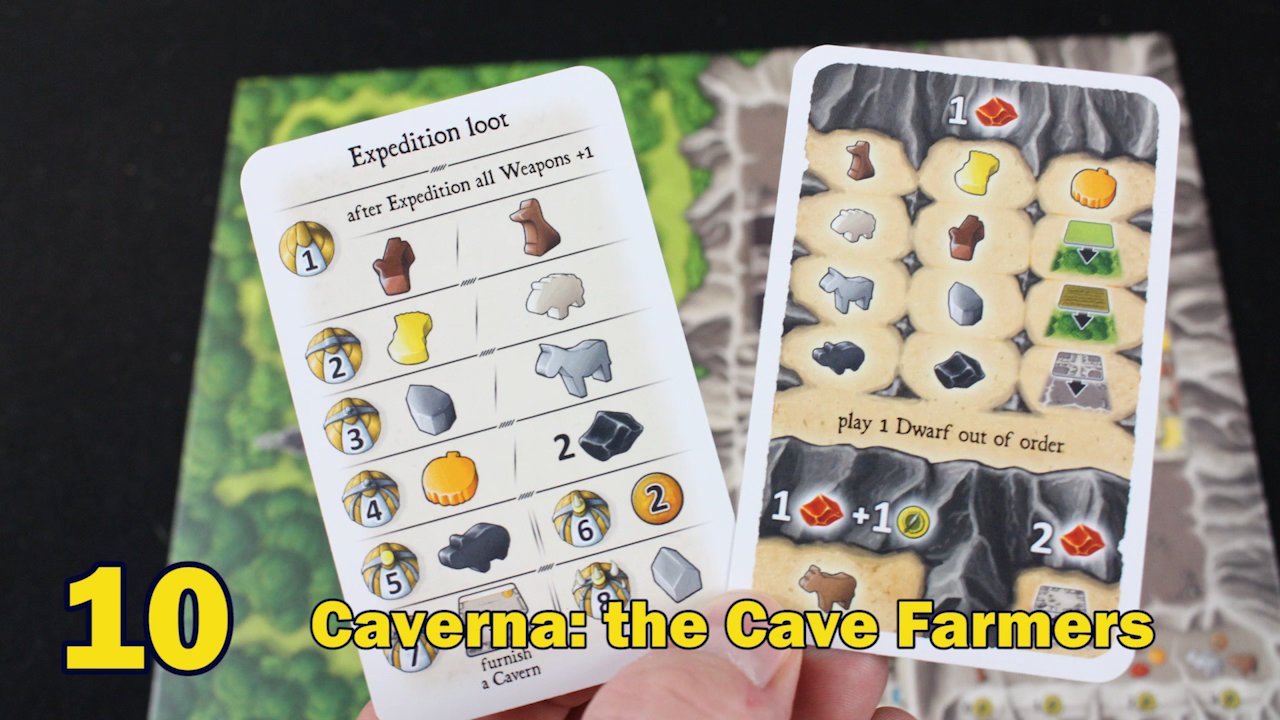 Expedition loot
after Expedition all Weapons +1
1
2
3
2
4
6
2
5
8
7
furnish
a Cavern
1
play 1 Dwarf out of order
1
+1
2
10
Caverna: the Cave Farmers